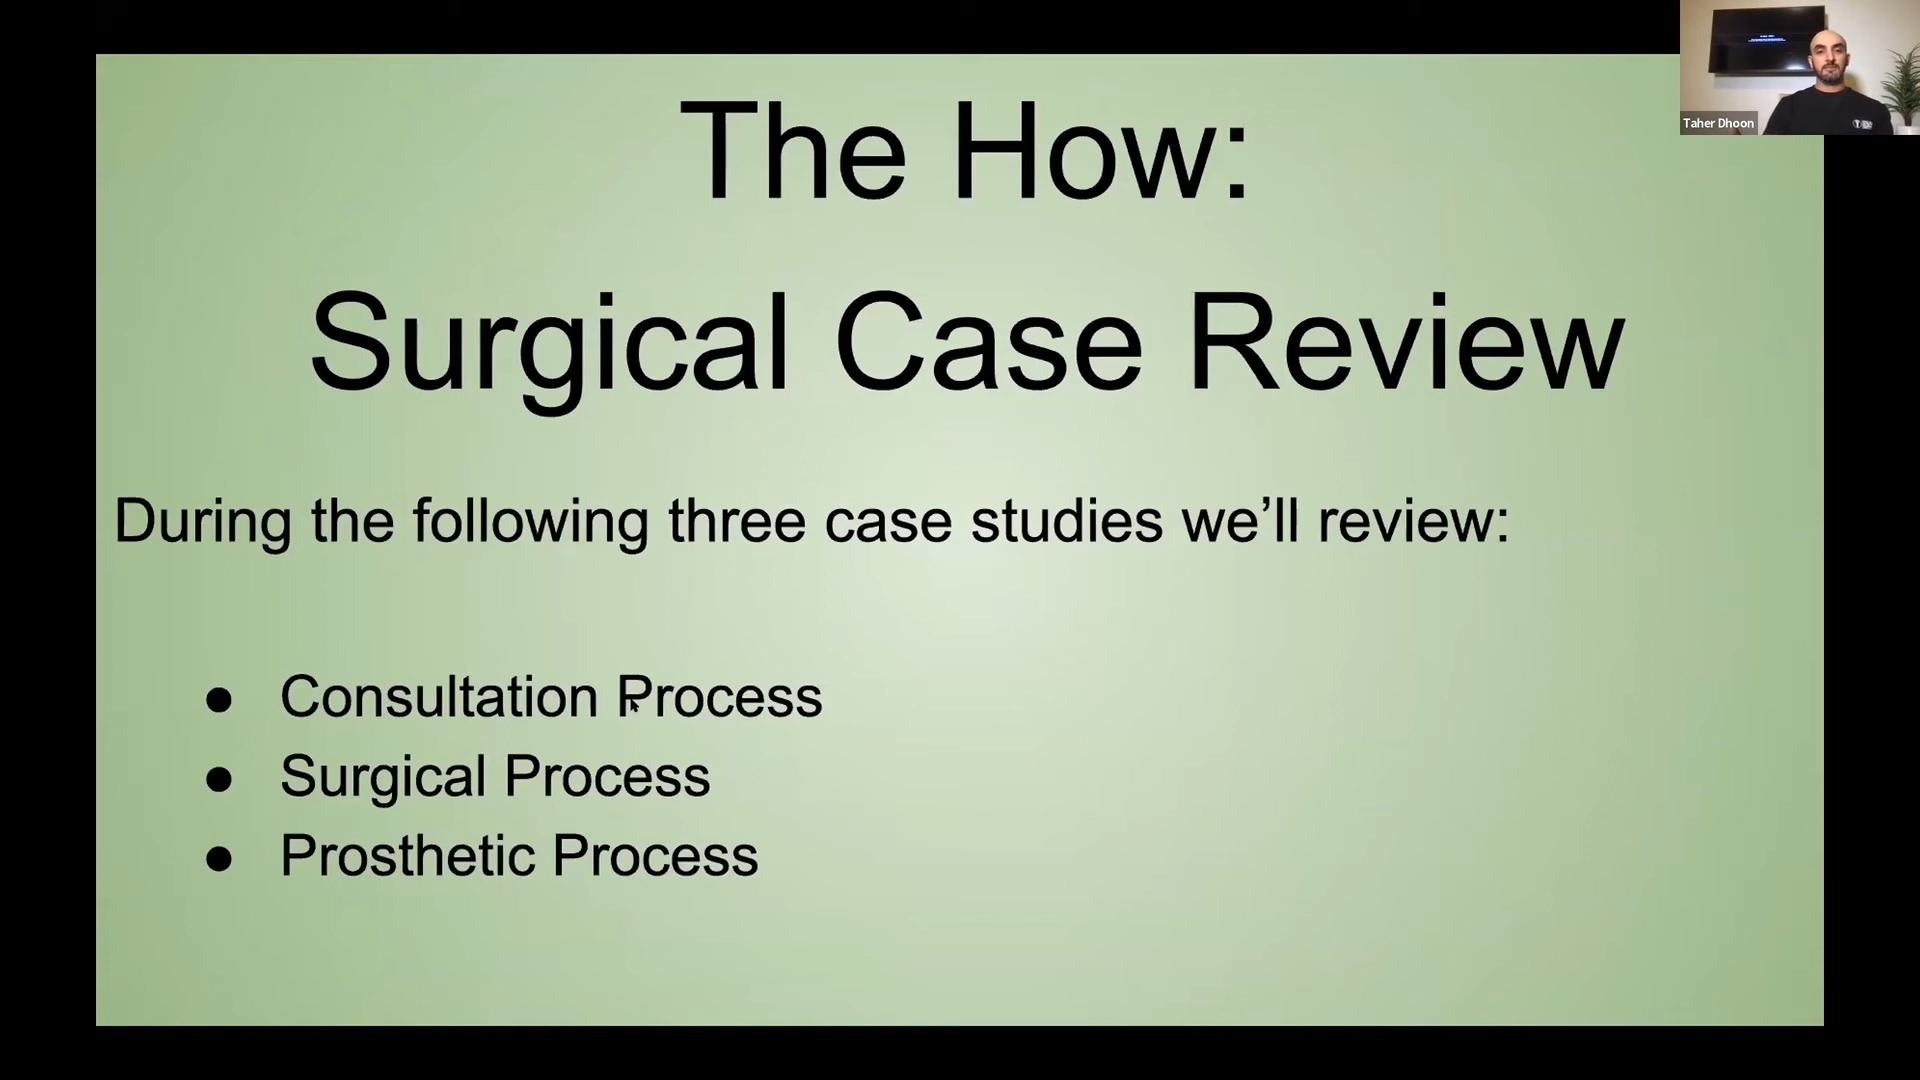 The How:
Surgical Case Review
During the following three case studies we’ll review:
● Consultation Process
● Surgical Process
● Prosthetic Process
Taher Dhoon